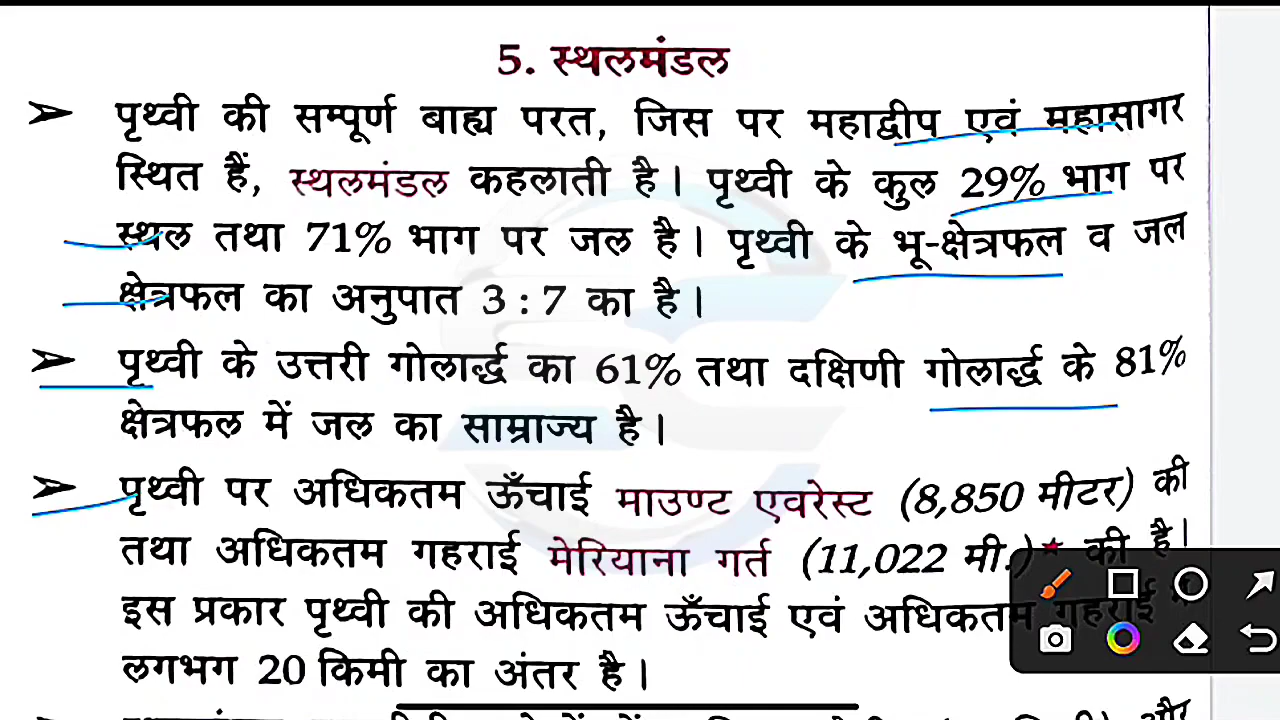 5. स्थलमंडल
➢ पृथ्वी की सम्पूर्ण बाह्य परत, जिस पर महाद्वीप एवं महासागर
स्थित हैं, स्थलमंडल कहलाती है। पृथ्वी के कुल 29% भाग पर
स्थल तथा 71% भाग पर जल है। पृथ्वी के भू-क्षेत्रफल व जल
क्षेत्रफल का अनुपात 3 : 7 का है।
➢ पृथ्वी के उत्तरी गोलार्द्ध का 61% तथा दक्षिणी गोलार्द्ध के 81%
क्षेत्रफल में जल का साम्राज्य है।
➢ पृथ्वी पर अधिकतम ऊँचाई माउण्ट एवरेस्ट (8,850 मीटर) की
तथा अधिकतम गहराई मेरियाना गर्त (11,022 मी.)* की है।
इस प्रकार पृथ्वी की अधिकतम ऊँचाई एवं अधिकतम गहराई में
लगभग 20 किमी का अंतर है।